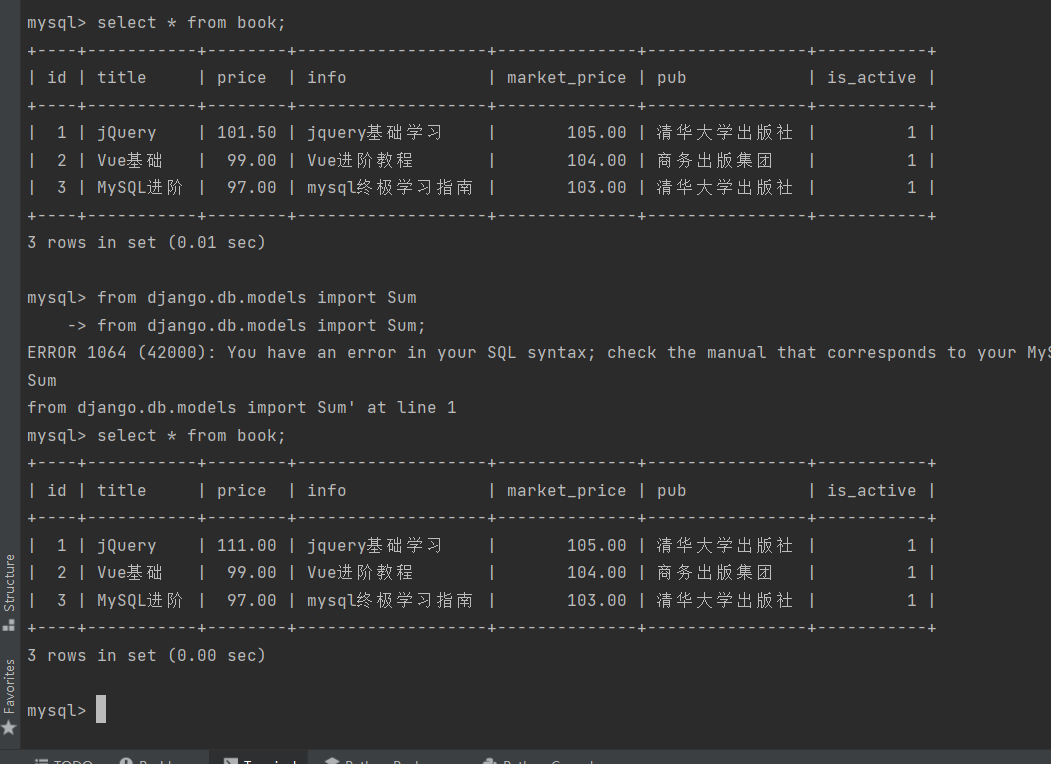 mysql> select * from book;
+----+-----------+--------+-------------------+--------------+----------------+-----------+
| id | title     | price  | info              | market_price | pub            | is_active |
+----+-----------+--------+-------------------+--------------+----------------+-----------+
|  1 | jQuery    | 101.50 | jquery基础学习     |       105.00 | 清华大学出版社 |         1 |
|  2 | Vue基础   |  99.00 | Vue进阶教程        |       104.00 | 商务出版集团   |         1 |
|  3 | MySQL进阶 |  97.00 | mysql终极学习指南 |       103.00 | 清华大学出版社 |         1 |
+----+-----------+--------+-------------------+--------------+----------------+-----------+
3 rows in set (0.01 sec)
mysql> from django.db.models import Sum
    -> from django.db.models import Sum;
ERROR 1064 (42000): You have an error in your SQL syntax; check the manual that corresponds to your MyS
Sum
from django.db.models import Sum' at line 1
mysql> select * from book;
+----+-----------+--------+-------------------+--------------+----------------+-----------+
| id | title     | price  | info              | market_price | pub            | is_active |
+----+-----------+--------+-------------------+--------------+----------------+-----------+
|  1 | jQuery    | 111.00 | jquery基础学习     |       105.00 | 清华大学出版社 |         1 |
|  2 | Vue基础   |  99.00 | Vue进阶教程        |       104.00 | 商务出版集团   |         1 |
|  3 | MySQL进阶 |  97.00 | mysql终极学习指南 |       103.00 | 清华大学出版社 |         1 |
+----+-----------+--------+-------------------+--------------+----------------+-----------+
3 rows in set (0.00 sec)
mysql>
Structure
Favorites
TODO